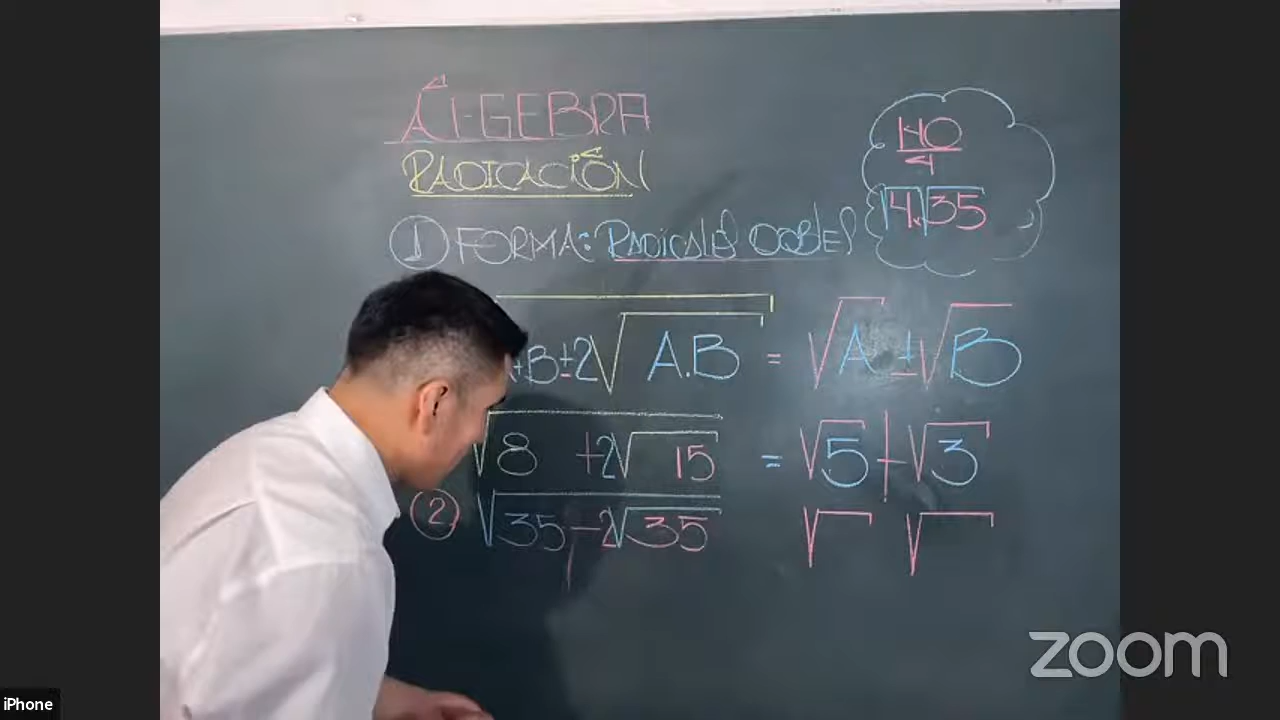 ÁLGEBRA
RADICACIÓN
140
4
√4.√35
① FORMA: RADICALES DOBLES
+B±2√A.B = √A ± √B
√8 +2√15 = √5 + √3
② √35 -2√35 √ √
zoom
iPhone